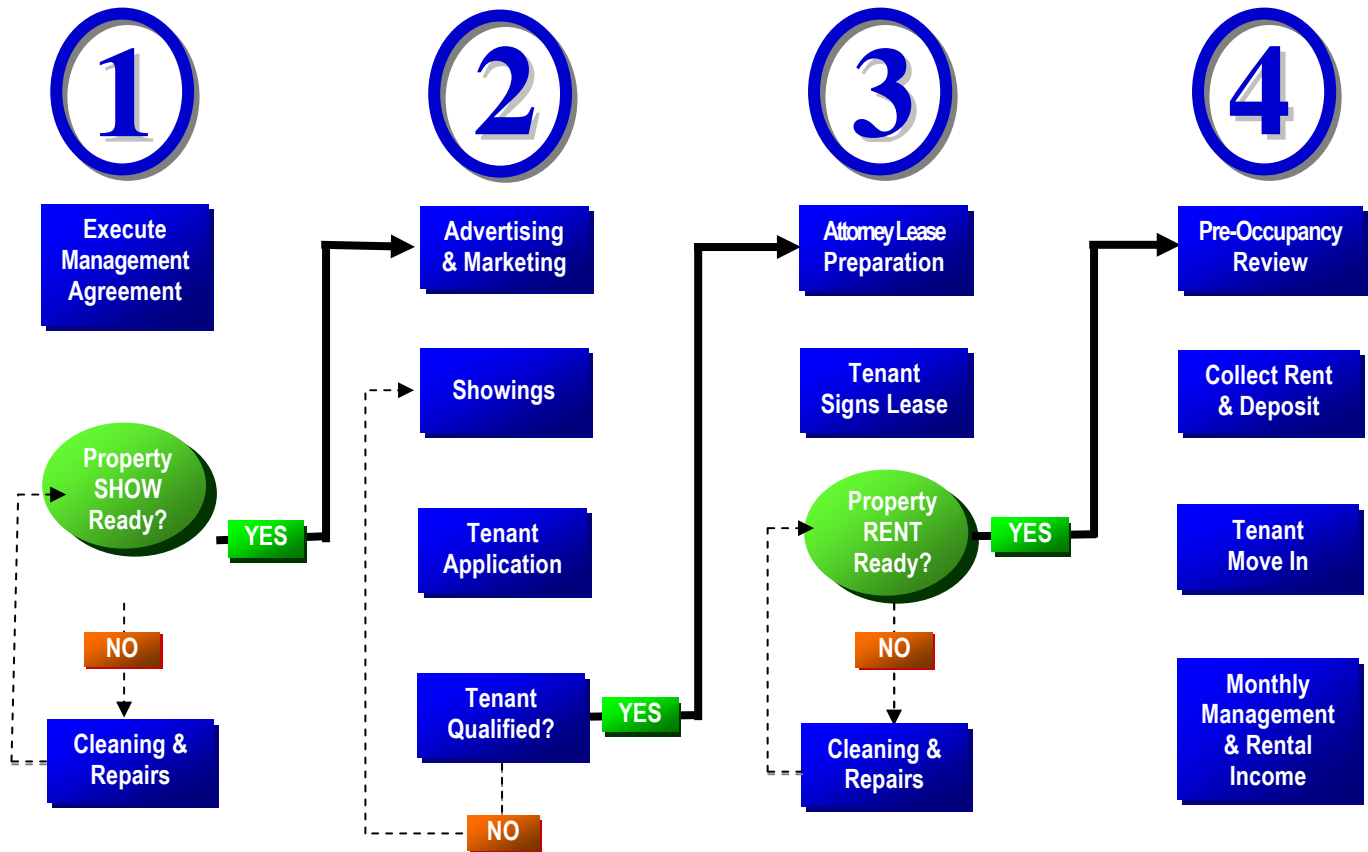 1
Execute
Management
Agreement
Property
SHOW
Ready?
YES
NO
Cleaning &
Repairs
2
Advertising
& Marketing
Showings
Tenant
Application
Tenant
Qualified?
YES
NO
3
Attorney Lease
Preparation
Tenant
Signs Lease
Property
RENT
Ready?
YES
NO
Cleaning &
Repairs
4
Pre-Occupancy
Review
Collect Rent
& Deposit
Tenant
Move In
Monthly
Management
& Rental
Income